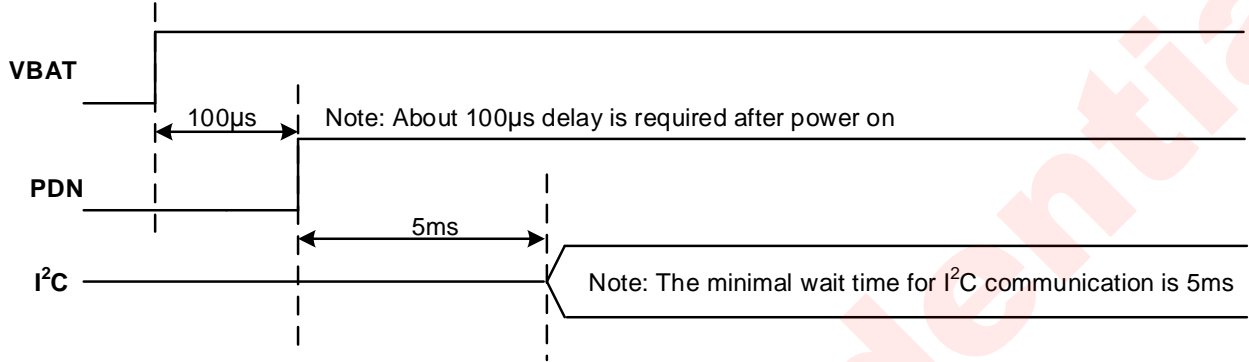 VBAT
100µs
Note: About 100µs delay is required after power on
PDN
5ms
I²C
Note: The minimal wait time for I²C communication is 5ms
dentia